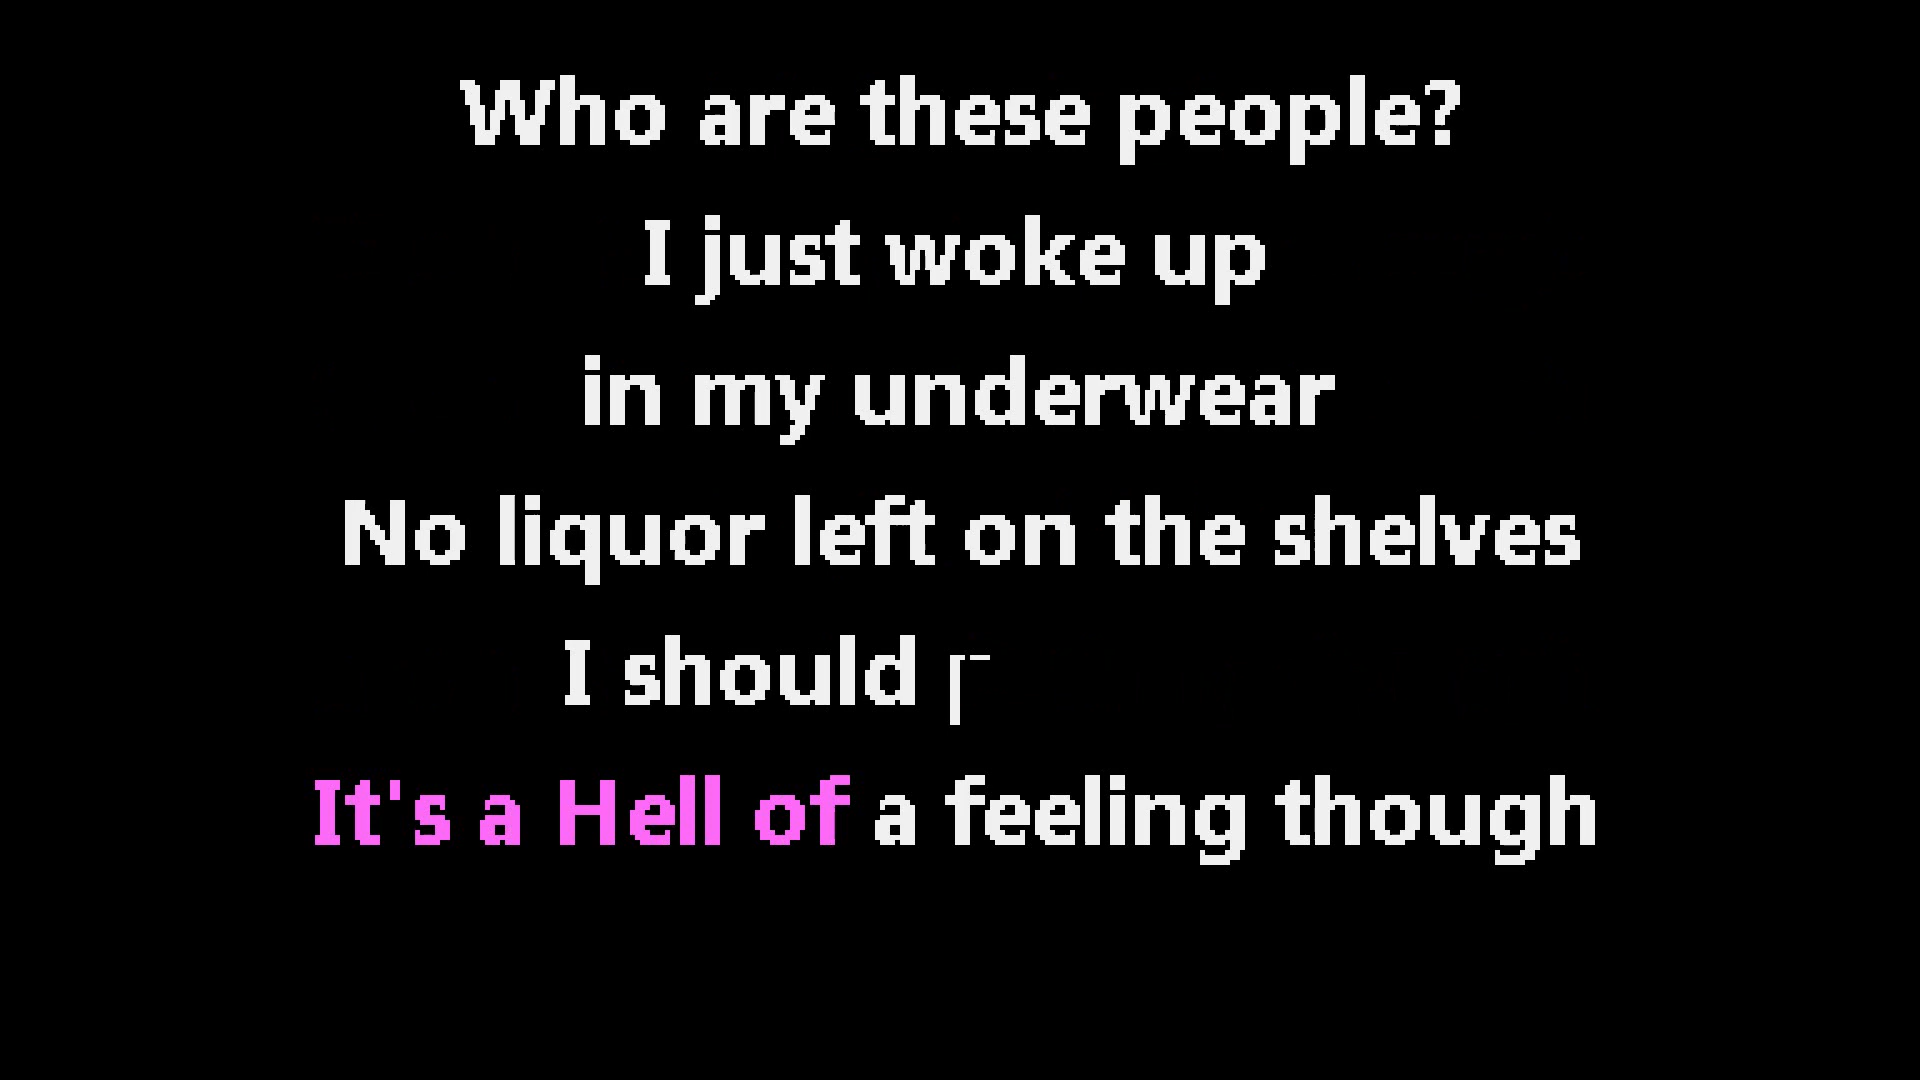 Who are these people?
I just woke up
in my underwear
No liquor left on the shelves
I should
It's a Hell of a feeling though